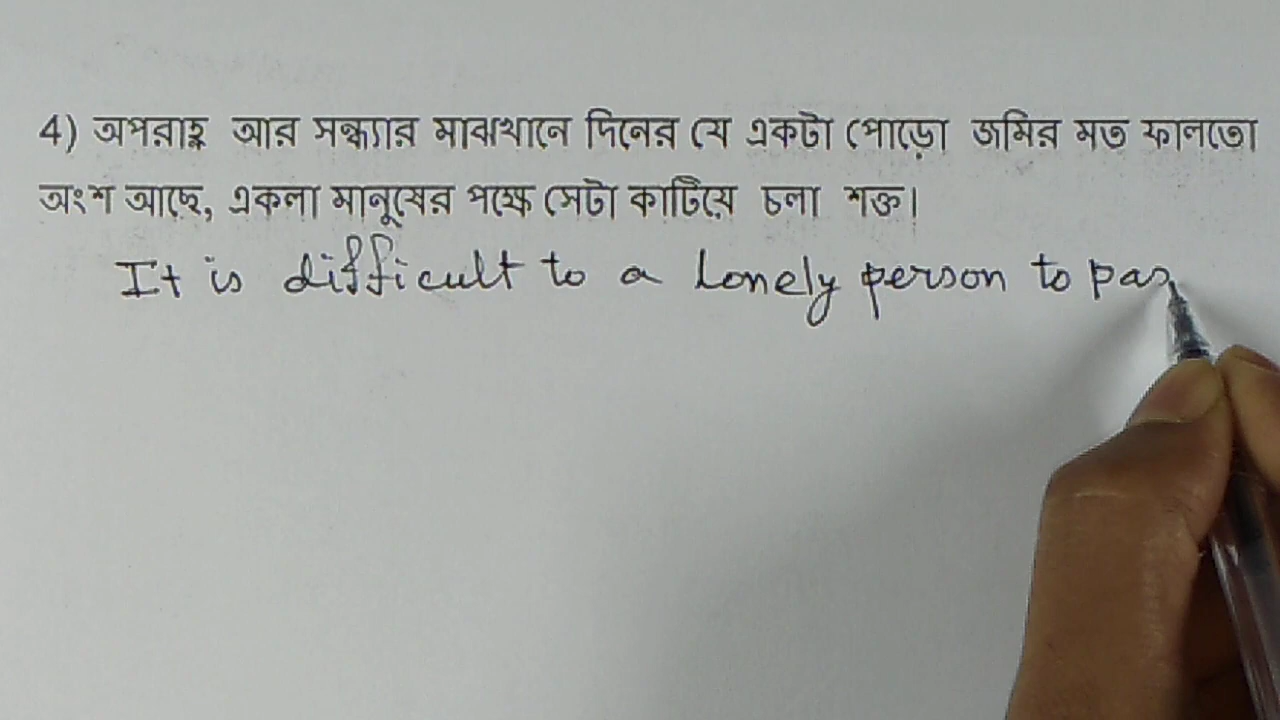 4) অপরাহ্ণ আর সন্ধ্যার মাঝখানে দিনের যে একটা পোড়ো জমির মত ফালতো
অংশ আছে, একলা মানুষের পক্ষে সেটা কাটিয়ে চলা শক্ত।
It is difficult to a lonely person to pas